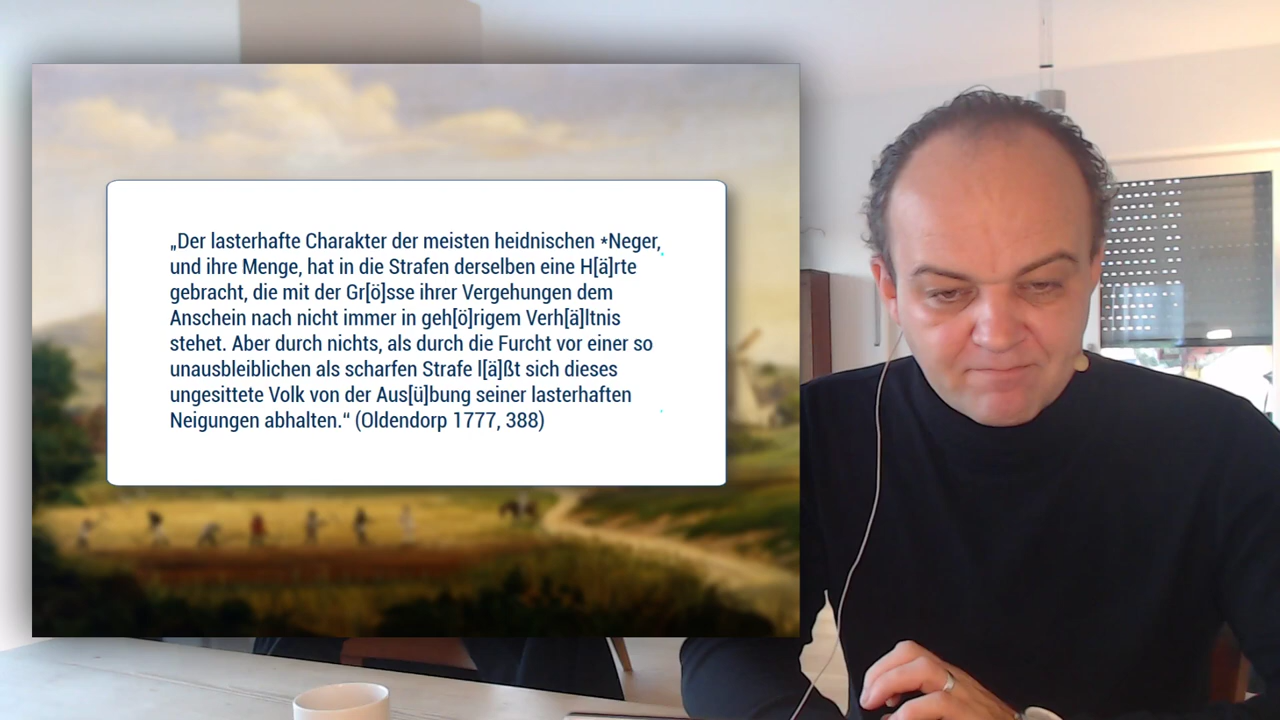 „Der lasterhafte Charakter der meisten heidnischen *Neger,
und ihre Menge, hat in die Strafen derselben eine H[ä]rte
gebracht, die mit der Gr[ö]sse ihrer Vergehungen dem
Anschein nach nicht immer in geh[ö]rigem Verh[ä]ltnis
stehet. Aber durch nichts, als durch die Furcht vor einer so
unausbleiblichen als scharfen Strafe l[ä]ßt sich dieses
ungesittete Volk von der Aus[ü]bung seiner lasterhaften
Neigungen abhalten.“ (Oldendorp 1777, 388)